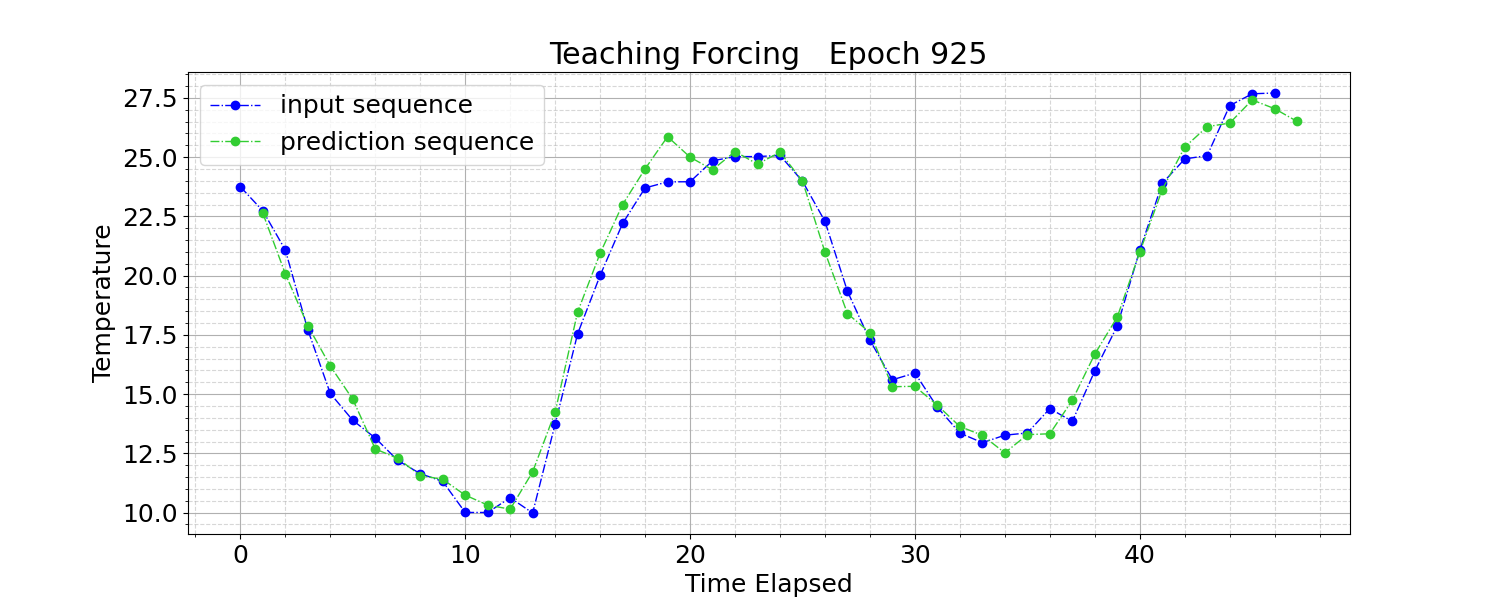 Teaching Forcing   Epoch 925
input sequence
prediction sequence
Temperature
27.5
25.0
22.5
20.0
17.5
15.0
12.5
10.0
0 10 20 30 40
Time Elapsed